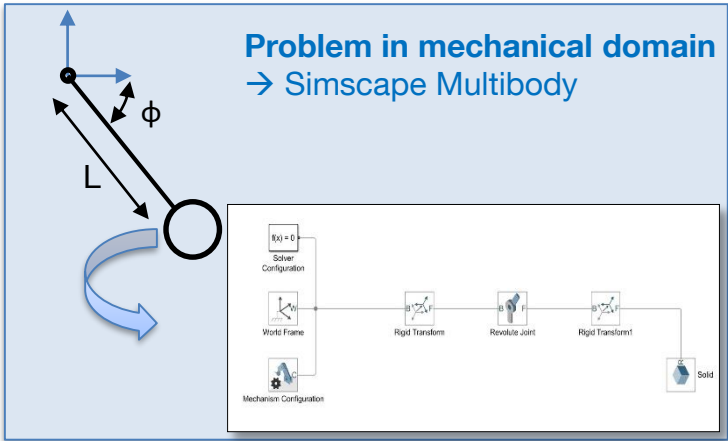 Problem in mechanical domain
→ Simscape Multibody
ϕ
L
f(x) = 0
Solver
Configuration
W
World Frame
C
Mechanism Configuration
B F
Rigid Transform
B F
Revolute Joint
B F
Rigid Transform1
R
Solid